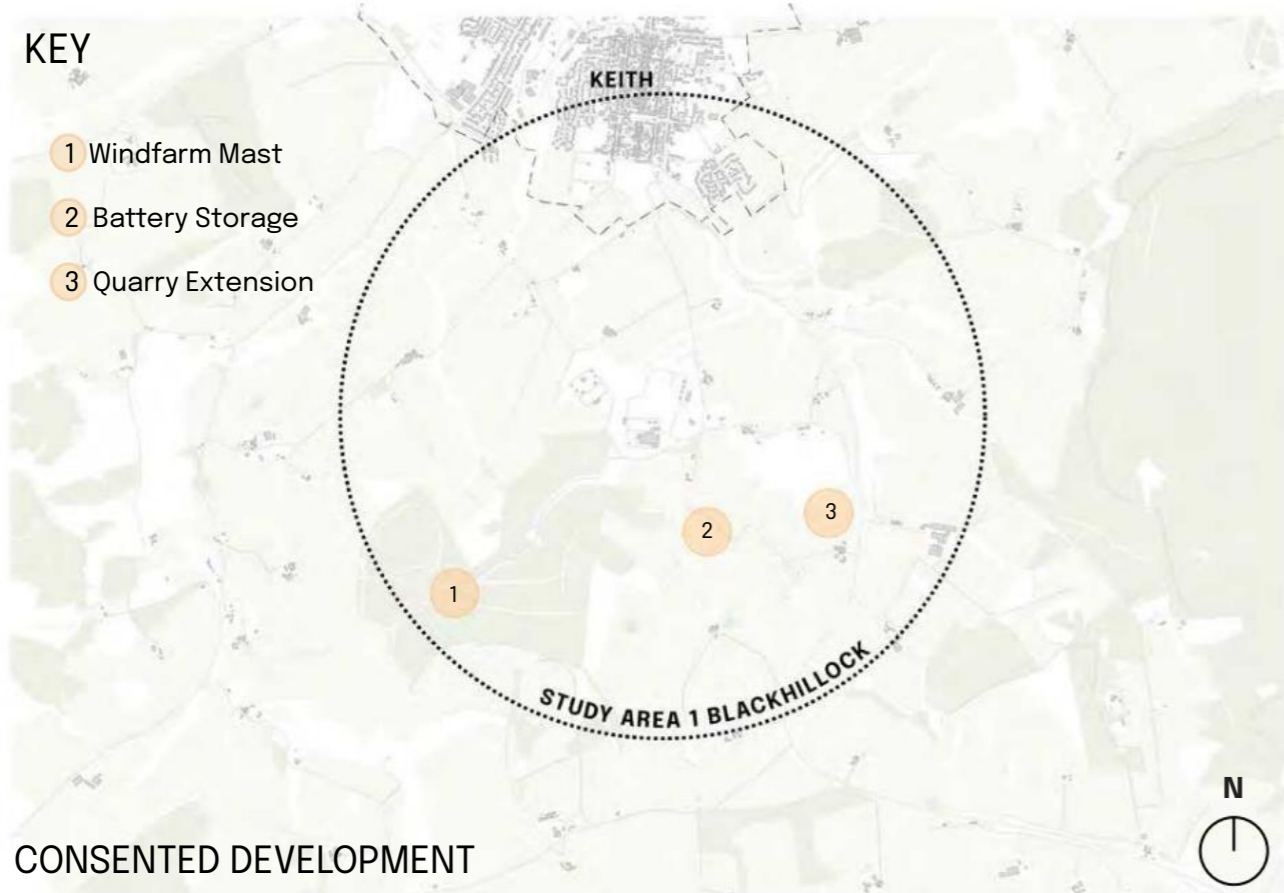 KEY
KEITH
1 Windfarm Mast
2 Battery Storage
3 Quarry Extension
3
2
1
STUDY AREA 1 BLACKHILLOCK
N
CONSENTED DEVELOPMENT